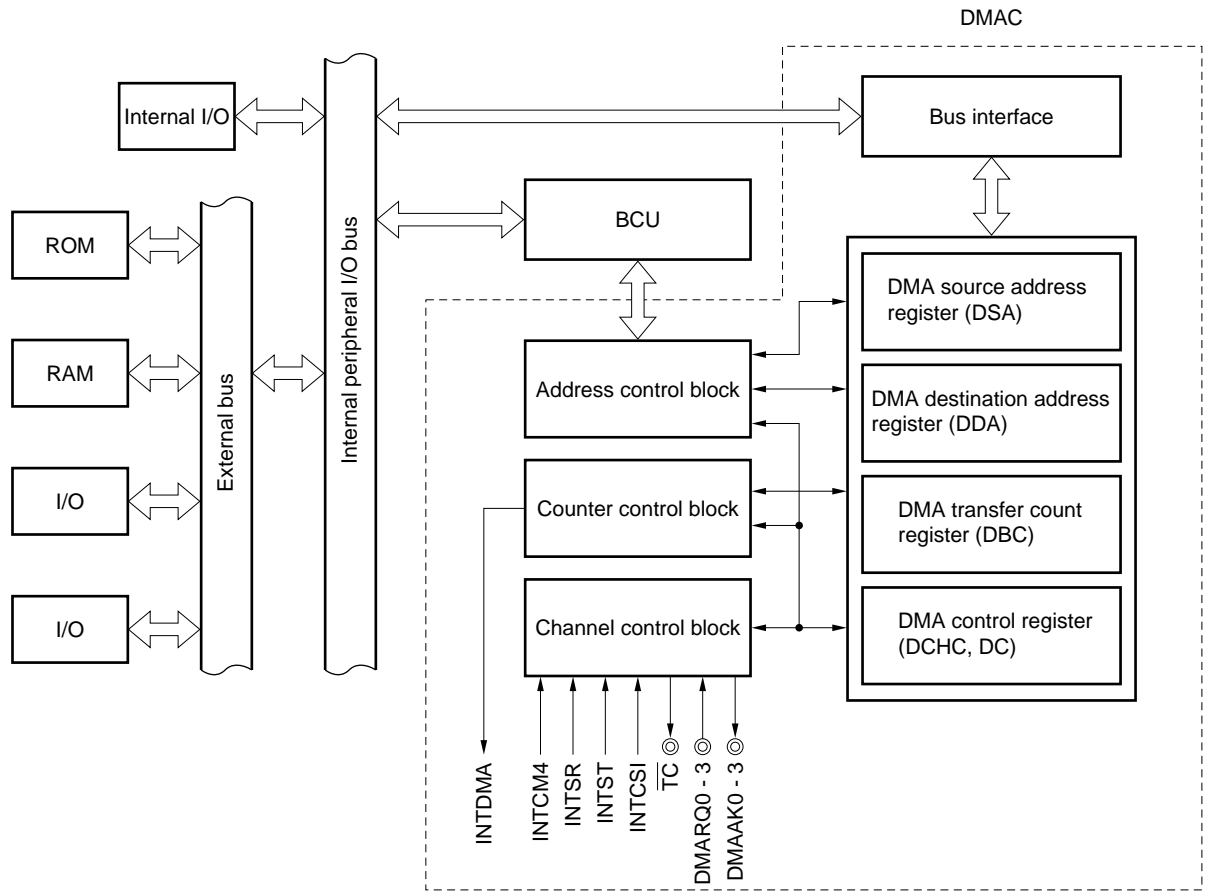 DMAC
Internal I/O
Bus interface
BCU
ROM
RAM
I/O
I/O
External bus
Internal peripheral I/O bus
Address control block
Counter control block
Channel control block
DMA source address
register (DSA)
DMA destination address
register (DDA)
DMA transfer count
register (DBC)
DMA control register
(DCHC, DC)
INTDMA
INTCM4
INTSR
INTST
INTCSI
T̅C̅
DMARQ0 - 3
DMAAK0 - 3